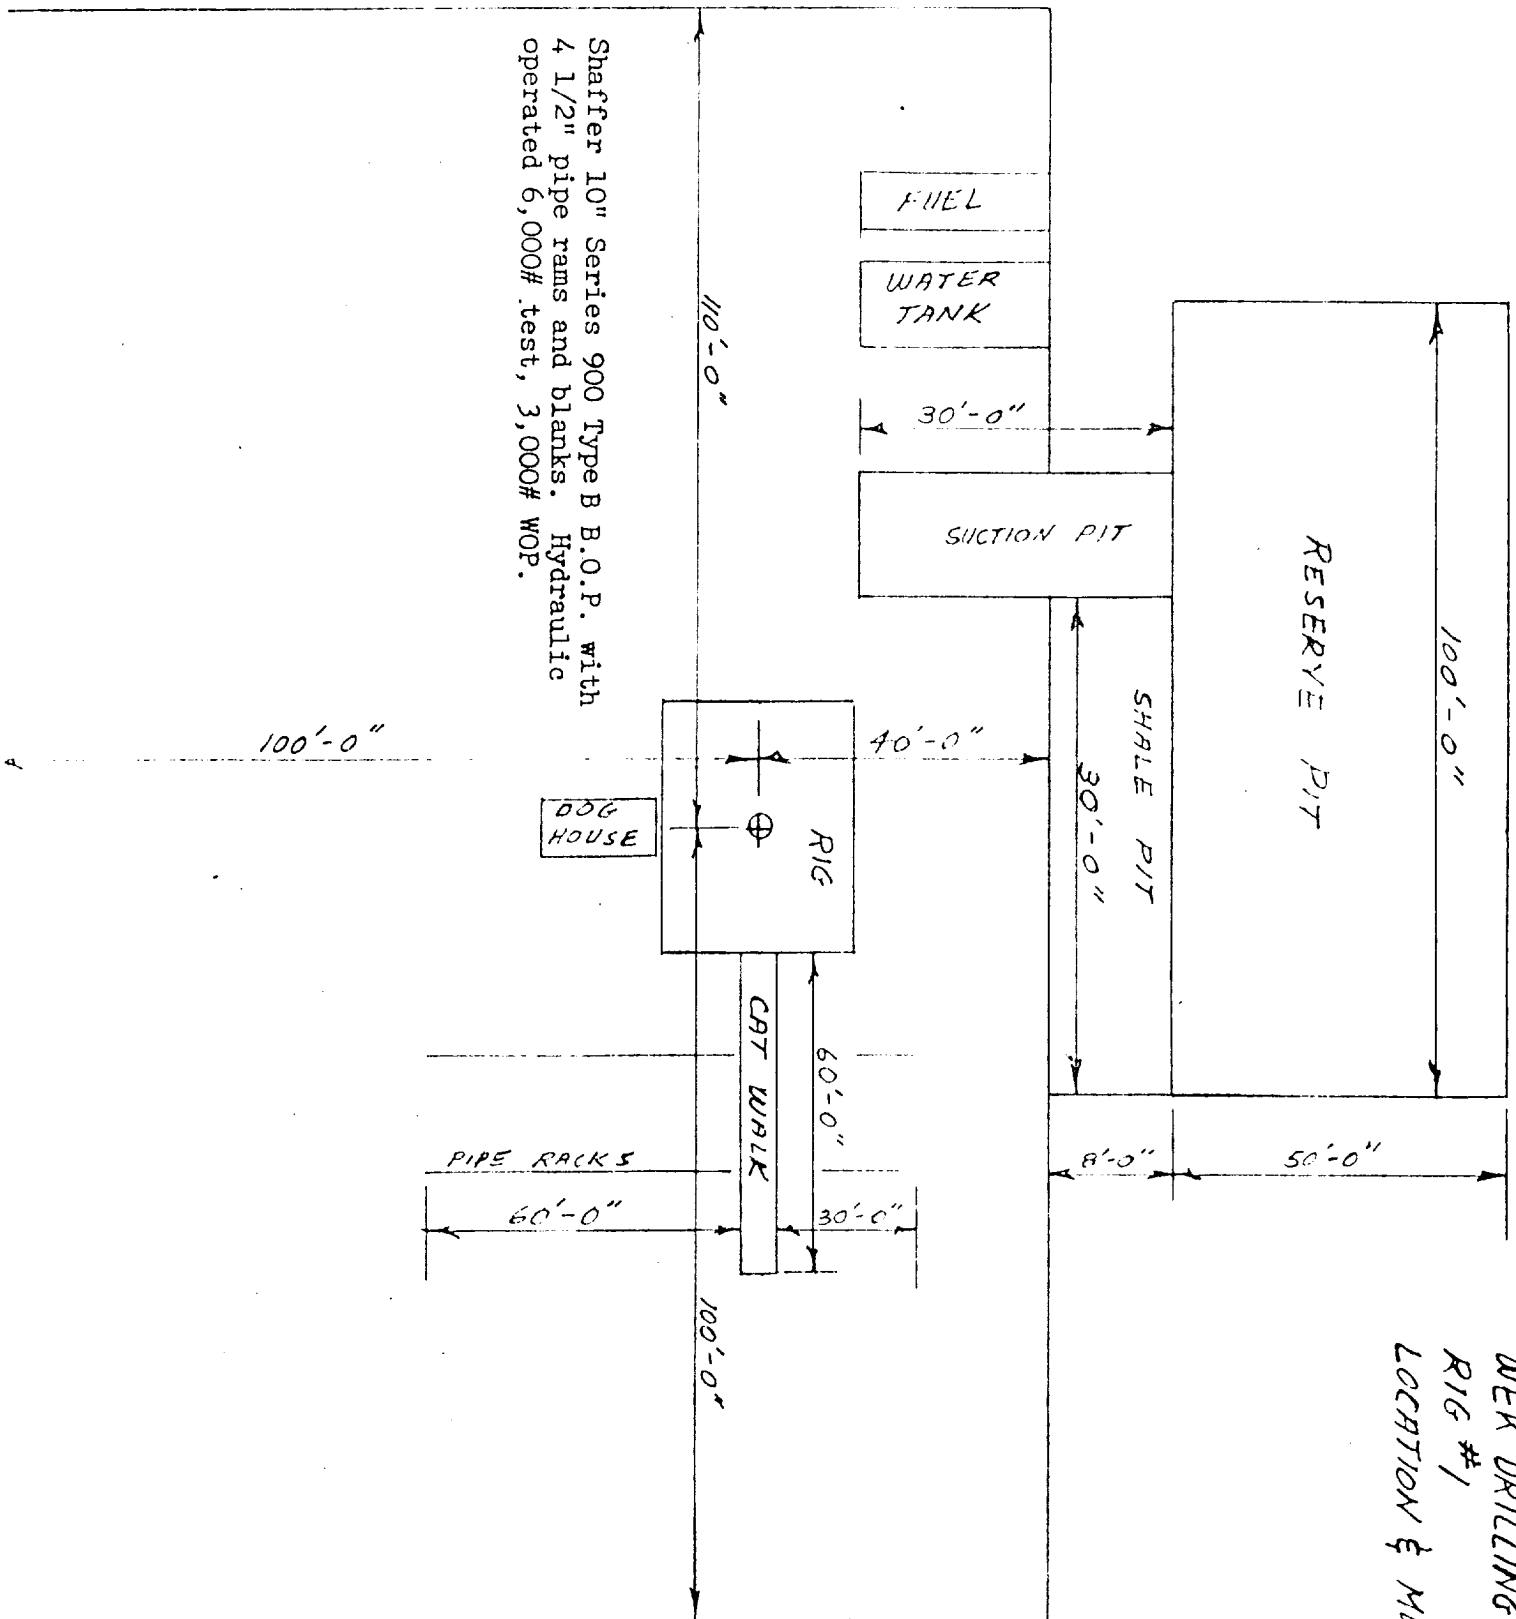 WEK DRILLING
RIG #1
LOCATION & 
100'-0"
RESERVE PIT
50'-0"
8'-0"
SHALE PIT
30'-0"
SUCTION PIT
30'-0"
FUEL
WATER
TANK
40'-0"
RIG
DOG
HOUSE
CAT WALK
60'-0"
PIPE RACKS
60'-0"
30'-0"
110'-0"
100'-0"
100'-0"
Shaffer 10" Series 900 Type B B.O.P. with
4 1/2" pipe rams and blanks. Hydraulic
operated 6,000# test, 3,000# WOP.